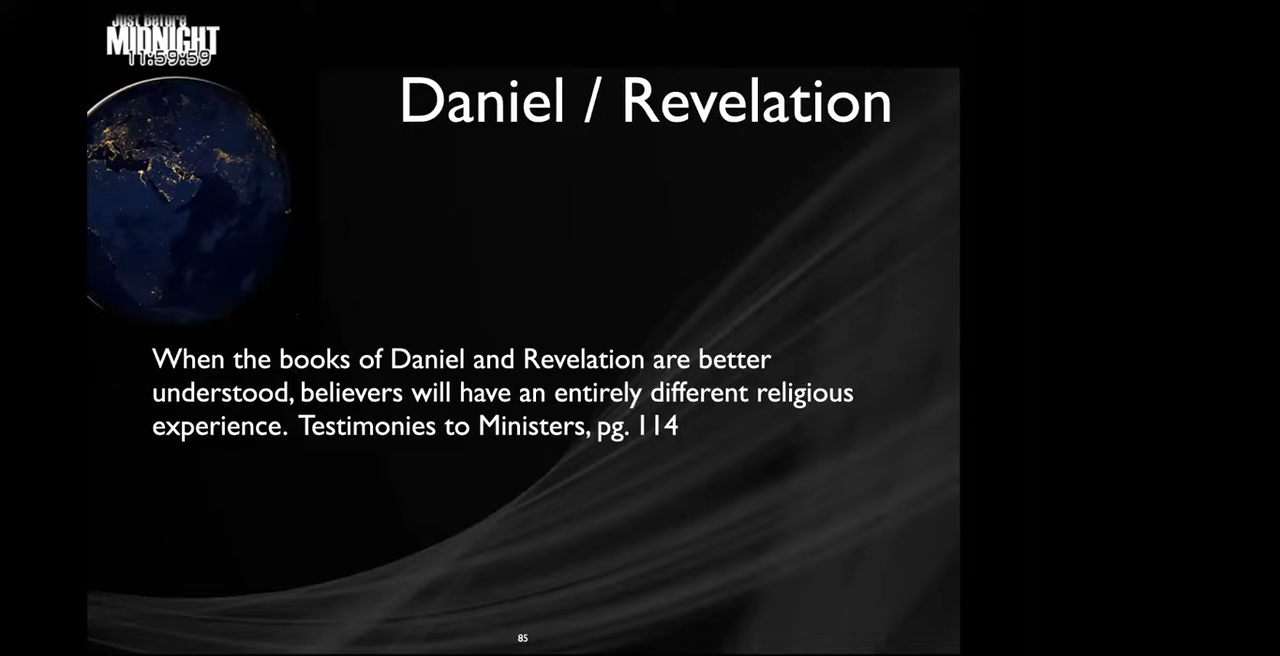 Just Before
MIDNIGHT
11:59:59
Daniel / Revelation
When the books of Daniel and Revelation are better
understood, believers will have an entirely different religious
experience. Testimonies to Ministers, pg. 114
85